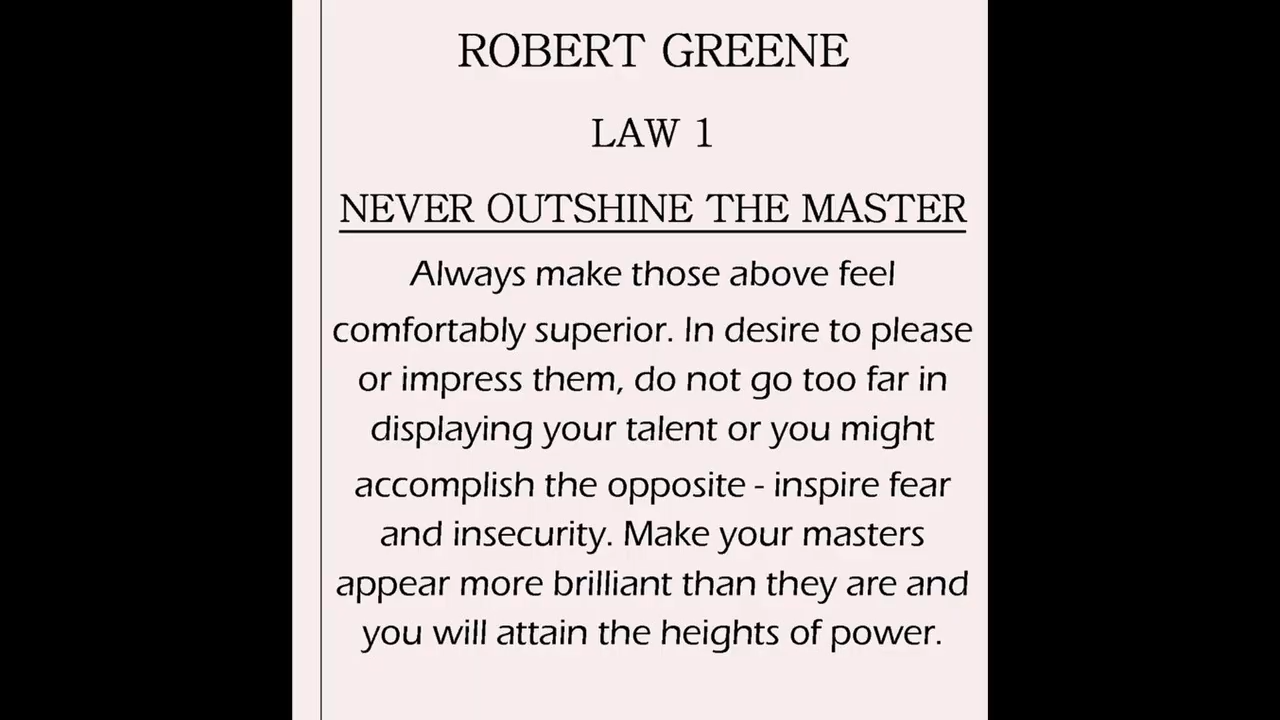 ROBERT GREENE
LAW 1
NEVER OUTSHINE THE MASTER
Always make those above feel
comfortably superior. In desire to please
or impress them, do not go too far in
displaying your talent or you might
accomplish the opposite - inspire fear
and insecurity. Make your masters
appear more brilliant than they are and
you will attain the heights of power.